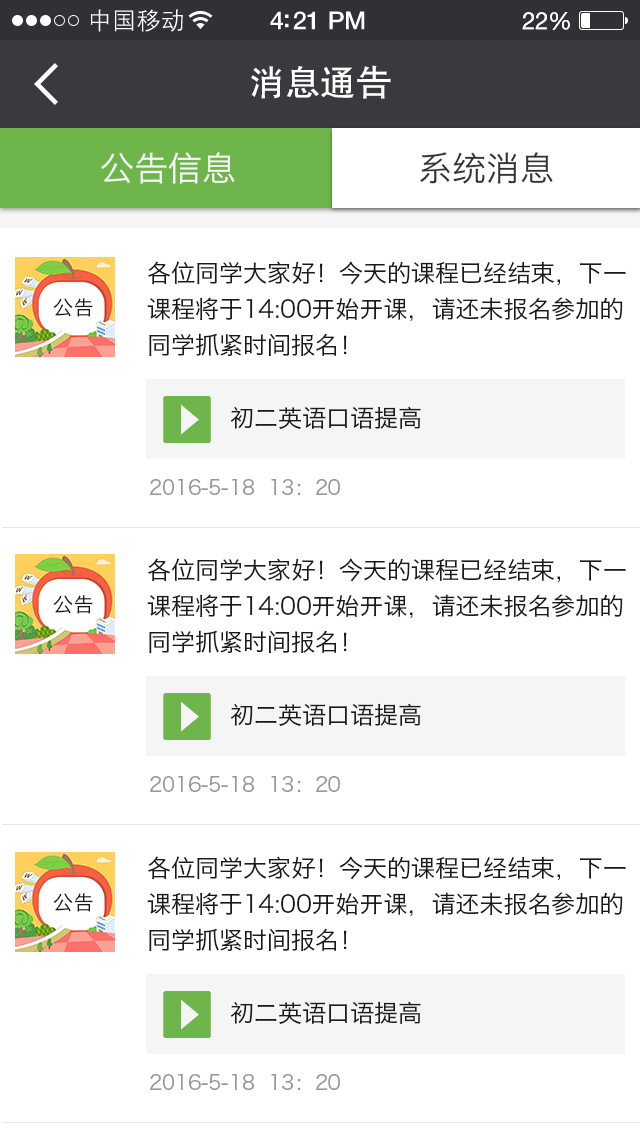 中国移动 4:21 PM 22%
消息通告
公告信息 系统消息
各位同学大家好！今天的课程已经结束，下一
课程将于14:00开始开课，请还未报名参加的
同学抓紧时间报名！
公告
初二英语口语提高
2016-5-18 13：20
各位同学大家好！今天的课程已经结束，下一
课程将于14:00开始开课，请还未报名参加的
同学抓紧时间报名！
公告
初二英语口语提高
2016-5-18 13：20
各位同学大家好！今天的课程已经结束，下一
课程将于14:00开始开课，请还未报名参加的
同学抓紧时间报名！
公告
初二英语口语提高
2016-5-18 13：20